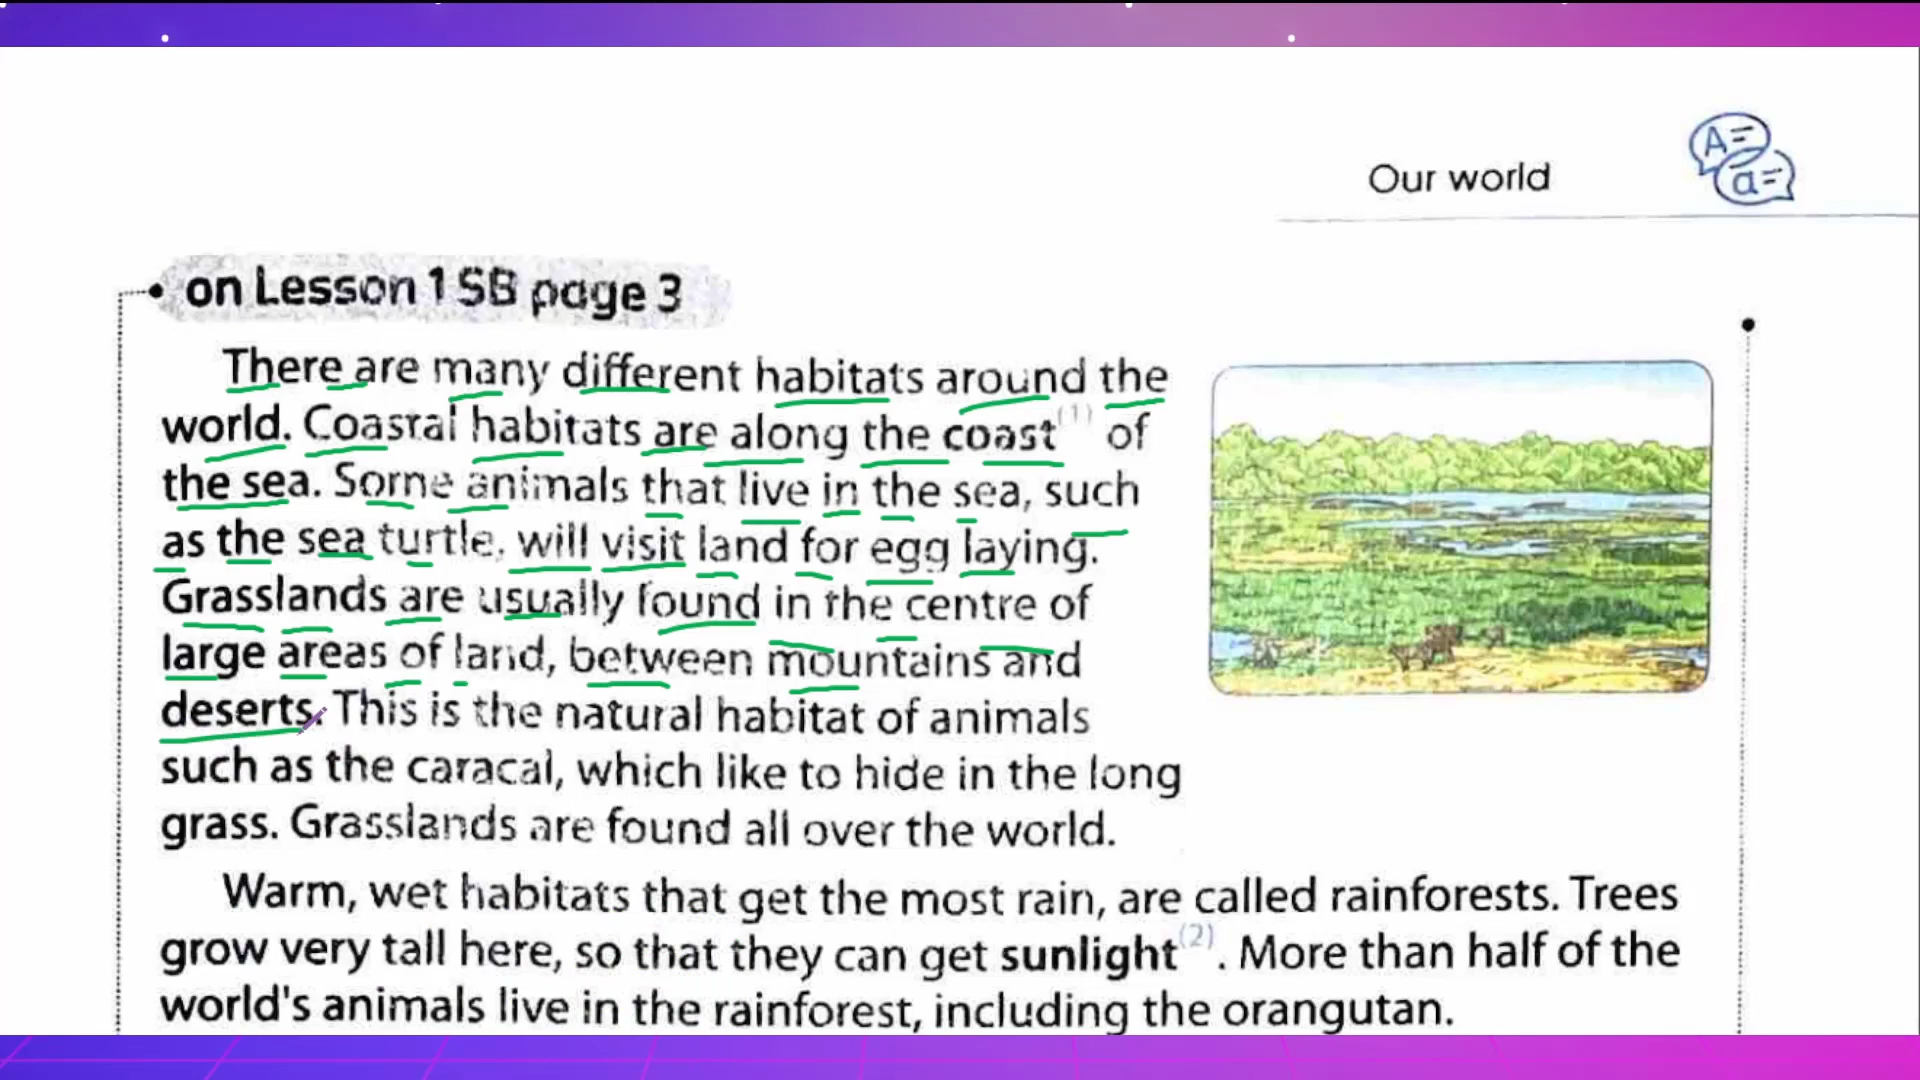 Our world
A=
a=
on Lesson 1 SB page 3
There are many different habitats around the
world. Coastal habitats are along the coast(1) of
the sea. Some animals that live in the sea, such
as the sea turtle, will visit land for egg laying.
Grasslands are usually found in the centre of
large areas of land, between mountains and
deserts. This is the natural habitat of animals
such as the caracal, which like to hide in the long
grass. Grasslands are found all over the world.
Warm, wet habitats that get the most rain, are called rainforests. Trees
grow very tall here, so that they can get sunlight(2). More than half of the
world's animals live in the rainforest, including the orangutan.